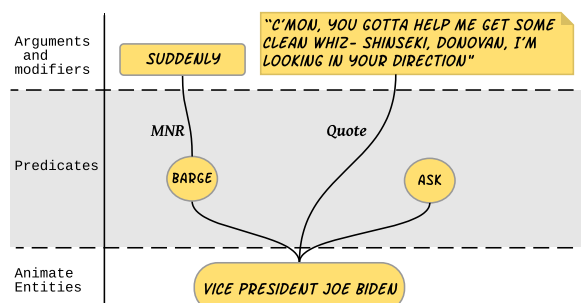 Arguments
and
modifiers
SUDDENLY
"C'MON, YOU GOTTA HELP ME GET SOME
CLEAN WHIZ- SHINSEKI, DONOVAN, I'M
LOOKING IN YOUR DIRECTION"
MNR
Quote
Predicates
BARGE
ASK
Animate
Entities
VICE PRESIDENT JOE BIDEN